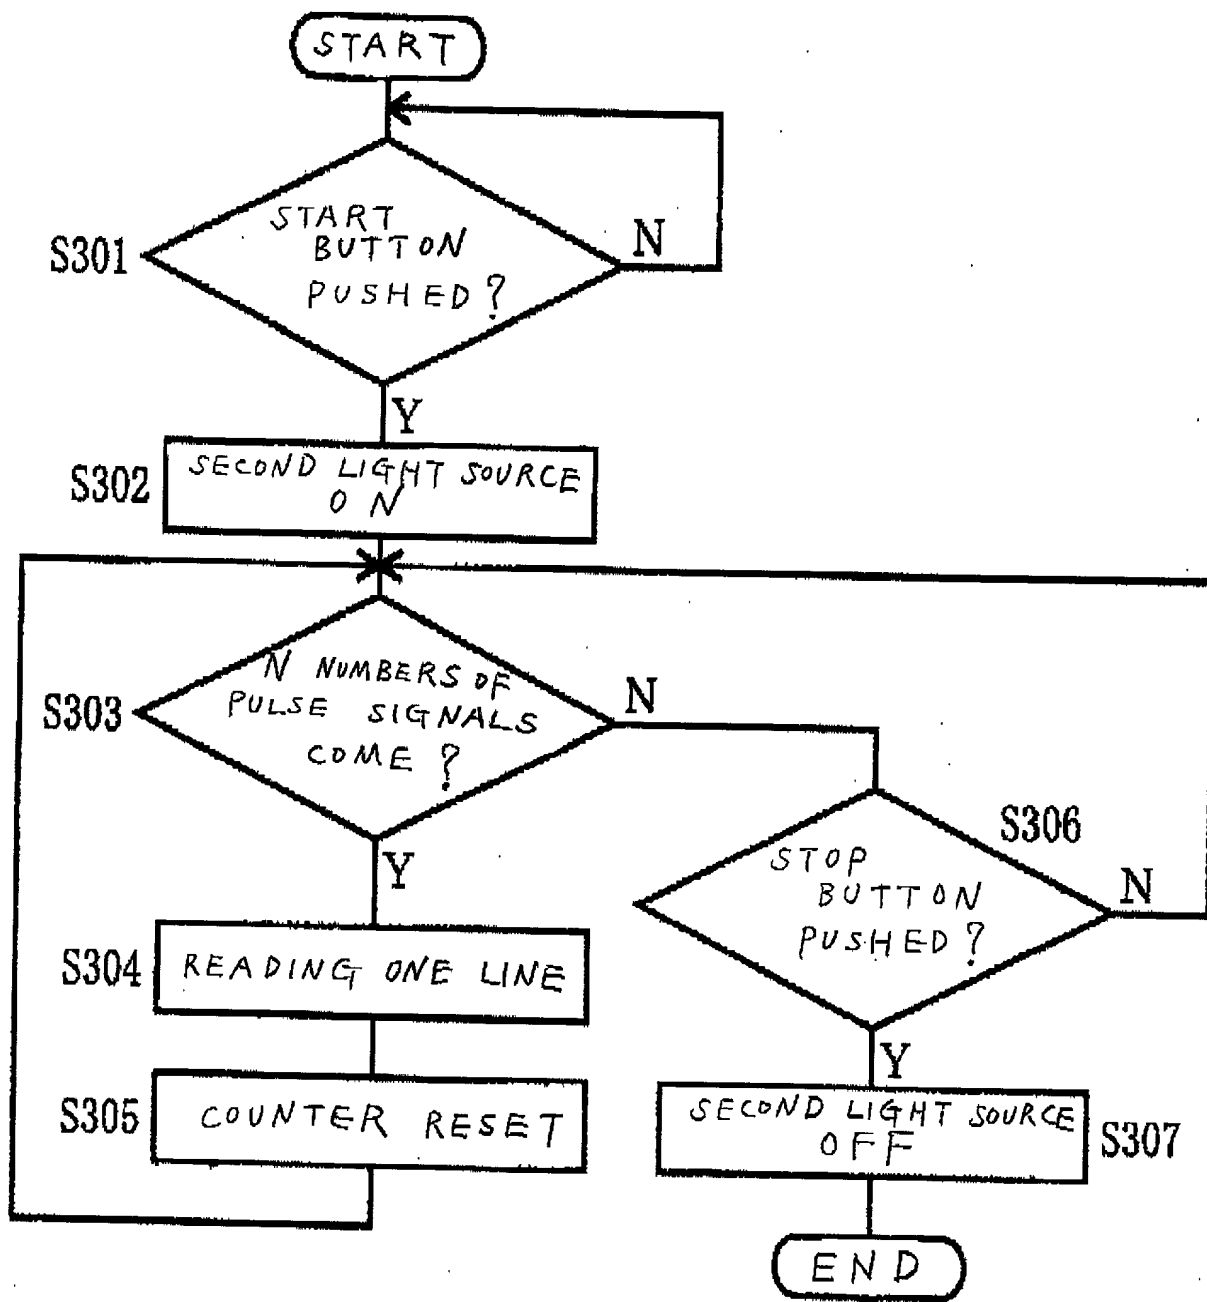 START
S301
START
BUTTON
PUSHED?
N
Y
S302
SECOND LIGHT SOURCE
ON
S303
N NUMBERS OF
PULSE SIGNALS
COME?
N
Y
S306
STOP
BUTTON
PUSHED?
N
S304
READING ONE LINE
Y
S305
COUNTER RESET
SECOND LIGHT SOURCE
OFF
S307
END